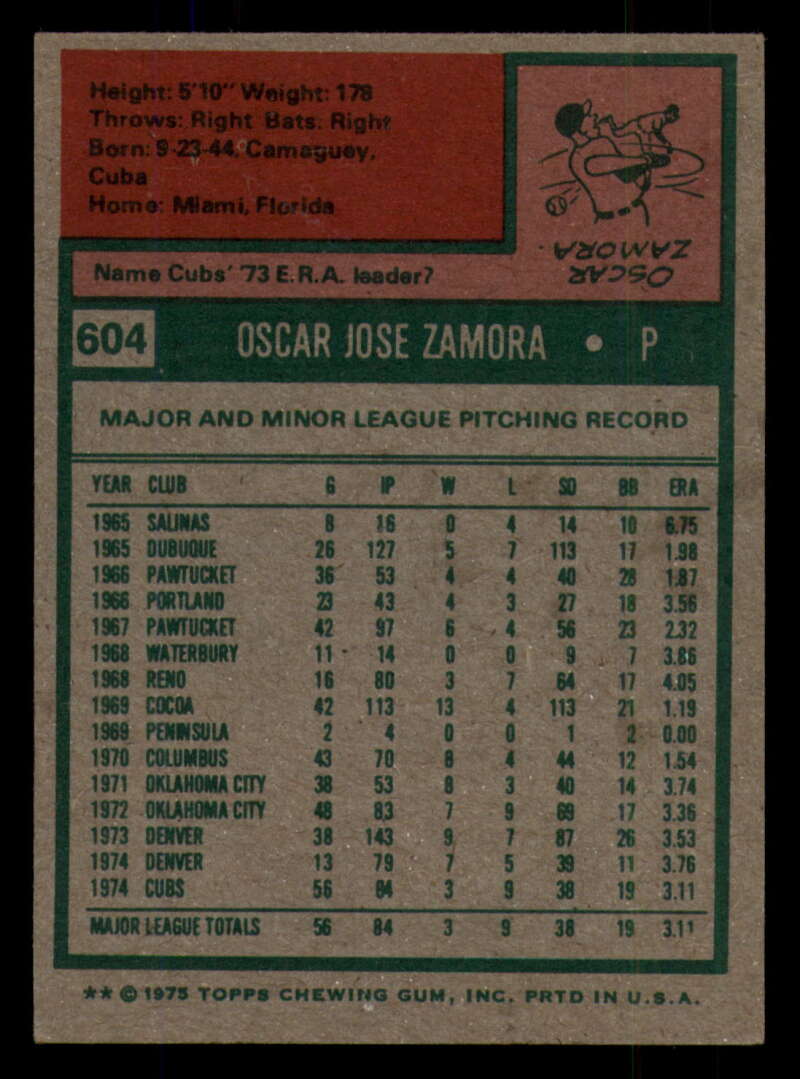 Height: 5'10" Weight: 178
Throws: Right Bats: Right
Born: 9-23-44, Camaguey,
Cuba
Home: Miami, Florida
Name Cubs' '73 E.R.A. leader?
OSCAR
ZAMORA.
604 OSCAR JOSE ZAMORA • P
MAJOR AND MINOR LEAGUE PITCHING RECORD
YEAR CLUB G IP W L SO BB ERA
1965 SALINAS 8 16 0 4 14 10 6.75
1965 DUBUQUE 26 127 5 7 113 17 1.98
1966 PAWTUCKET 36 53 4 4 40 28 1.87
1966 PORTLAND 23 43 4 3 27 18 3.56
1967 PAWTUCKET 42 97 6 4 56 23 2.32
1968 WATERBURY 11 14 0 0 9 7 3.86
1968 RENO 16 80 3 7 64 17 4.05
1969 COCOA 42 113 13 4 113 21 1.19
1969 PENINSULA 2 4 0 0 1 2 0.00
1970 COLUMBUS 43 70 8 4 44 12 1.54
1971 OKLAHOMA CITY 38 53 8 3 40 14 3.74
1972 OKLAHOMA CITY 48 83 7 9 69 17 3.36
1973 DENVER 38 143 9 7 87 26 3.53
1974 DENVER 13 79 7 5 39 11 3.76
1974 CUBS 56 84 3 9 38 19 3.11
MAJOR LEAGUE TOTALS 56 84 3 9 38 19 3.11
** © 1975 TOPPS CHEWING GUM, INC. PRTD IN U.S.A.